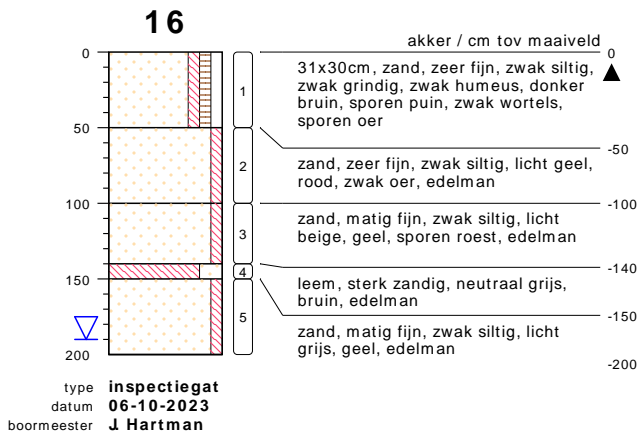 16
akker / cm tov maaiveld
0
0
31x30cm, zand, zeer fijn, zwak siltig,
zwak grindig, zwak humeus, donker
bruin, sporen puin, zwak wortels,
sporen oer
1
50
-50
zand, zeer fijn, zwak siltig, licht geel,
rood, zwak oer, edelman
2
100
-100
zand, matig fijn, zwak siltig, licht
beige, geel, sporen roest, edelman
3
-140
leem, sterk zandig, neutraal grijs,
bruin, edelman
4
150
-150
zand, matig fijn, zwak siltig, licht
grijs, geel, edelman
5
200
-200
type inspectiegat
datum 06-10-2023
boormeester J. Hartman